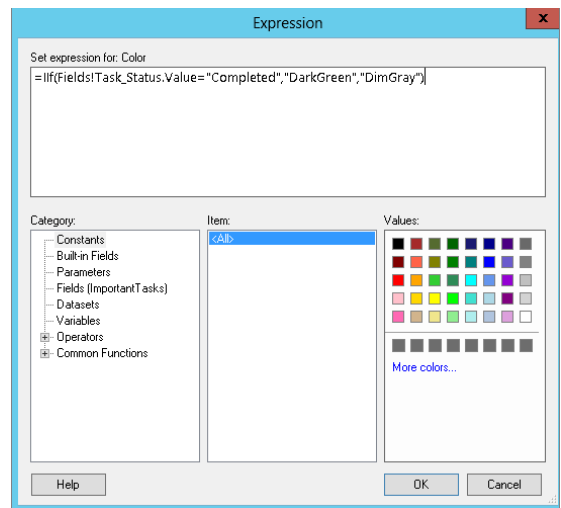 Expression
x
Set expression for: Color
=IIf(Fields!Task_Status.Value="Completed","DarkGreen","DimGray")
Category:
Item:
Values:
Constants
<All>
Built-in Fields
Parameters
Fields (ImportantTasks)
Datasets
Variables
Operators
Common Functions
More colors...
Help
OK
Cancel